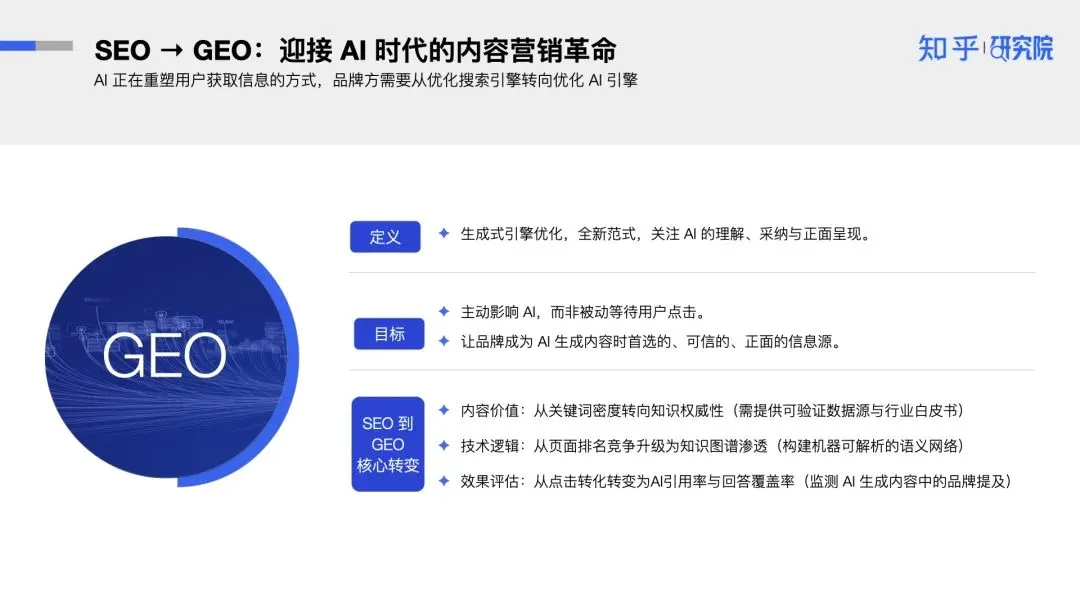 SEO → GEO：迎接 AI 时代的内容营销革命
AI 正在重塑用户获取信息的方式，品牌方需要从优化搜索引擎转向优化 AI 引擎
知乎 研究院
GEO
定义
生成式引擎优化，全新范式，关注 AI 的理解、采纳与正面呈现。
目标
主动影响 AI，而非被动等待用户点击。
让品牌成为 AI 生成内容时首选的、可信的、正面的信息源。
SEO 到
GEO
核心转变
内容价值：从关键词密度转向知识权威性（需提供可验证数据源与行业白皮书）
技术逻辑：从页面排名竞争升级为知识图谱渗透（构建机器可解析的语义网络）
效果评估：从点击转化转变为AI引用率与回答覆盖率（监测 AI 生成内容中的品牌提及）